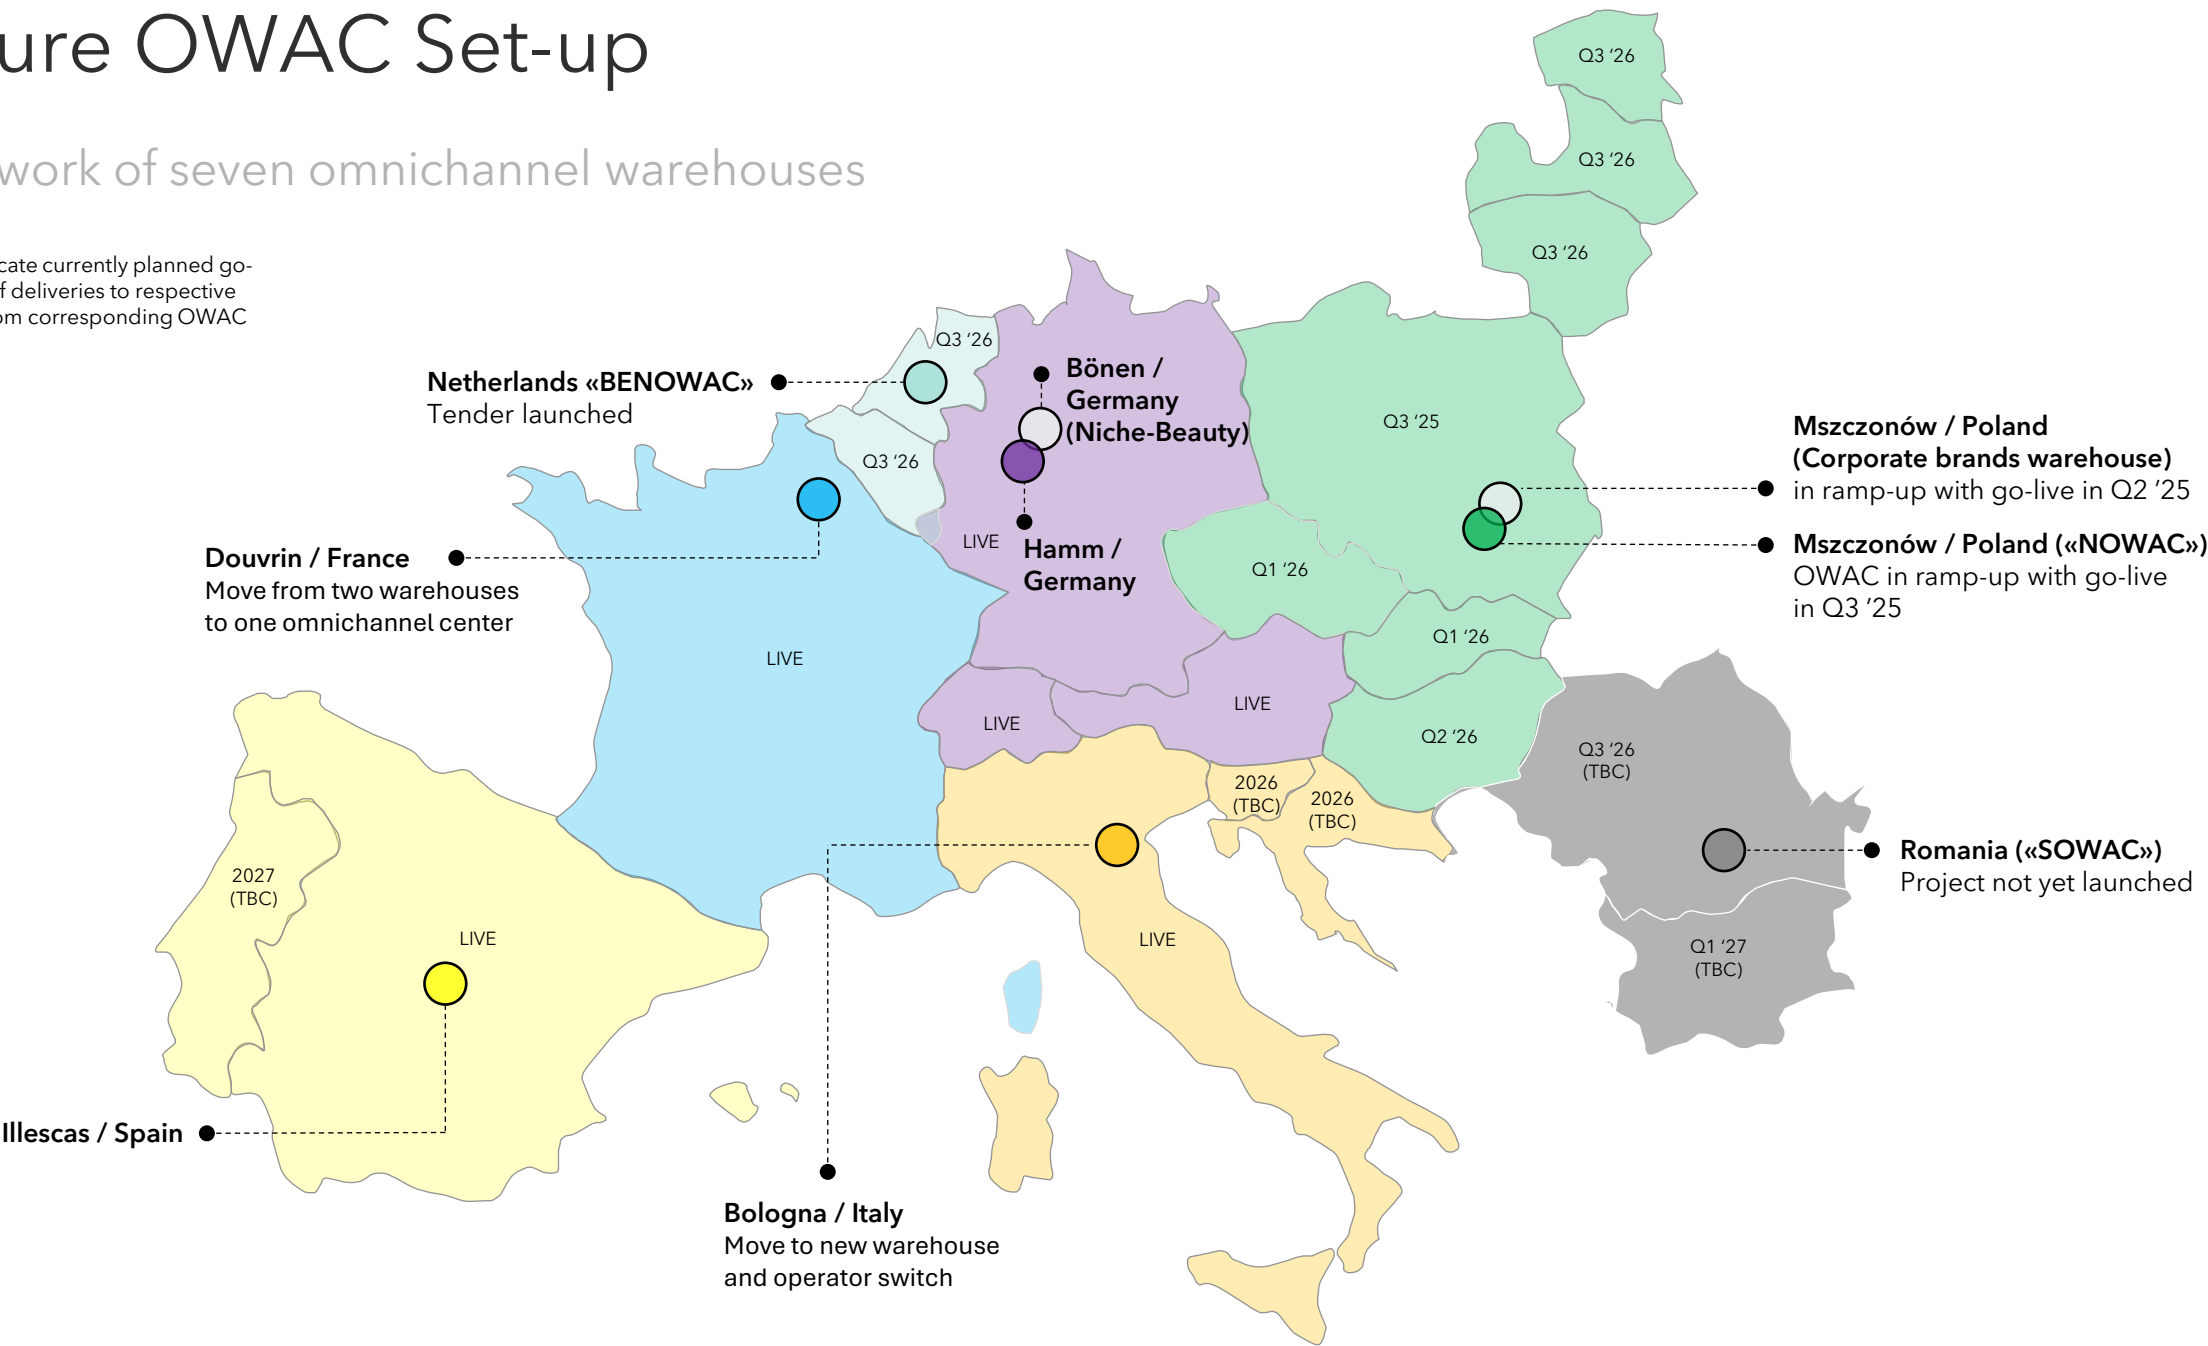 ure OWAC Set-up
work of seven omnichannel warehouses
cate currently planned go-
f deliveries to respective
om corresponding OWAC
Q3 ‘26
Q3 ‘26
Q3 ‘26
Q3 ‘26
Netherlands «BENOWAC»
Tender launched
Bönen /
Germany
(Niche-Beauty)
Q3 ‘25
Q3 ‘26
Mszczonów / Poland
(Corporate brands warehouse)
in ramp-up with go-live in Q2 ’25
Mszczonów / Poland («NOWAC»)
OWAC in ramp-up with go-live
in Q3 ’25
LIVE
Hamm /
Germany
Douvrin / France
Move from two warehouses
to one omnichannel center
Q1 ‘26
Q1 ‘26
LIVE
LIVE
LIVE
Q2 ‘26
Q3 ‘26
(TBC)
2026
(TBC)
2026
(TBC)
Romania («SOWAC»)
Project not yet launched
2027
(TBC)
LIVE
LIVE
Q1 ‘27
(TBC)
Illescas / Spain
Bologna / Italy
Move to new warehouse
and operator switch